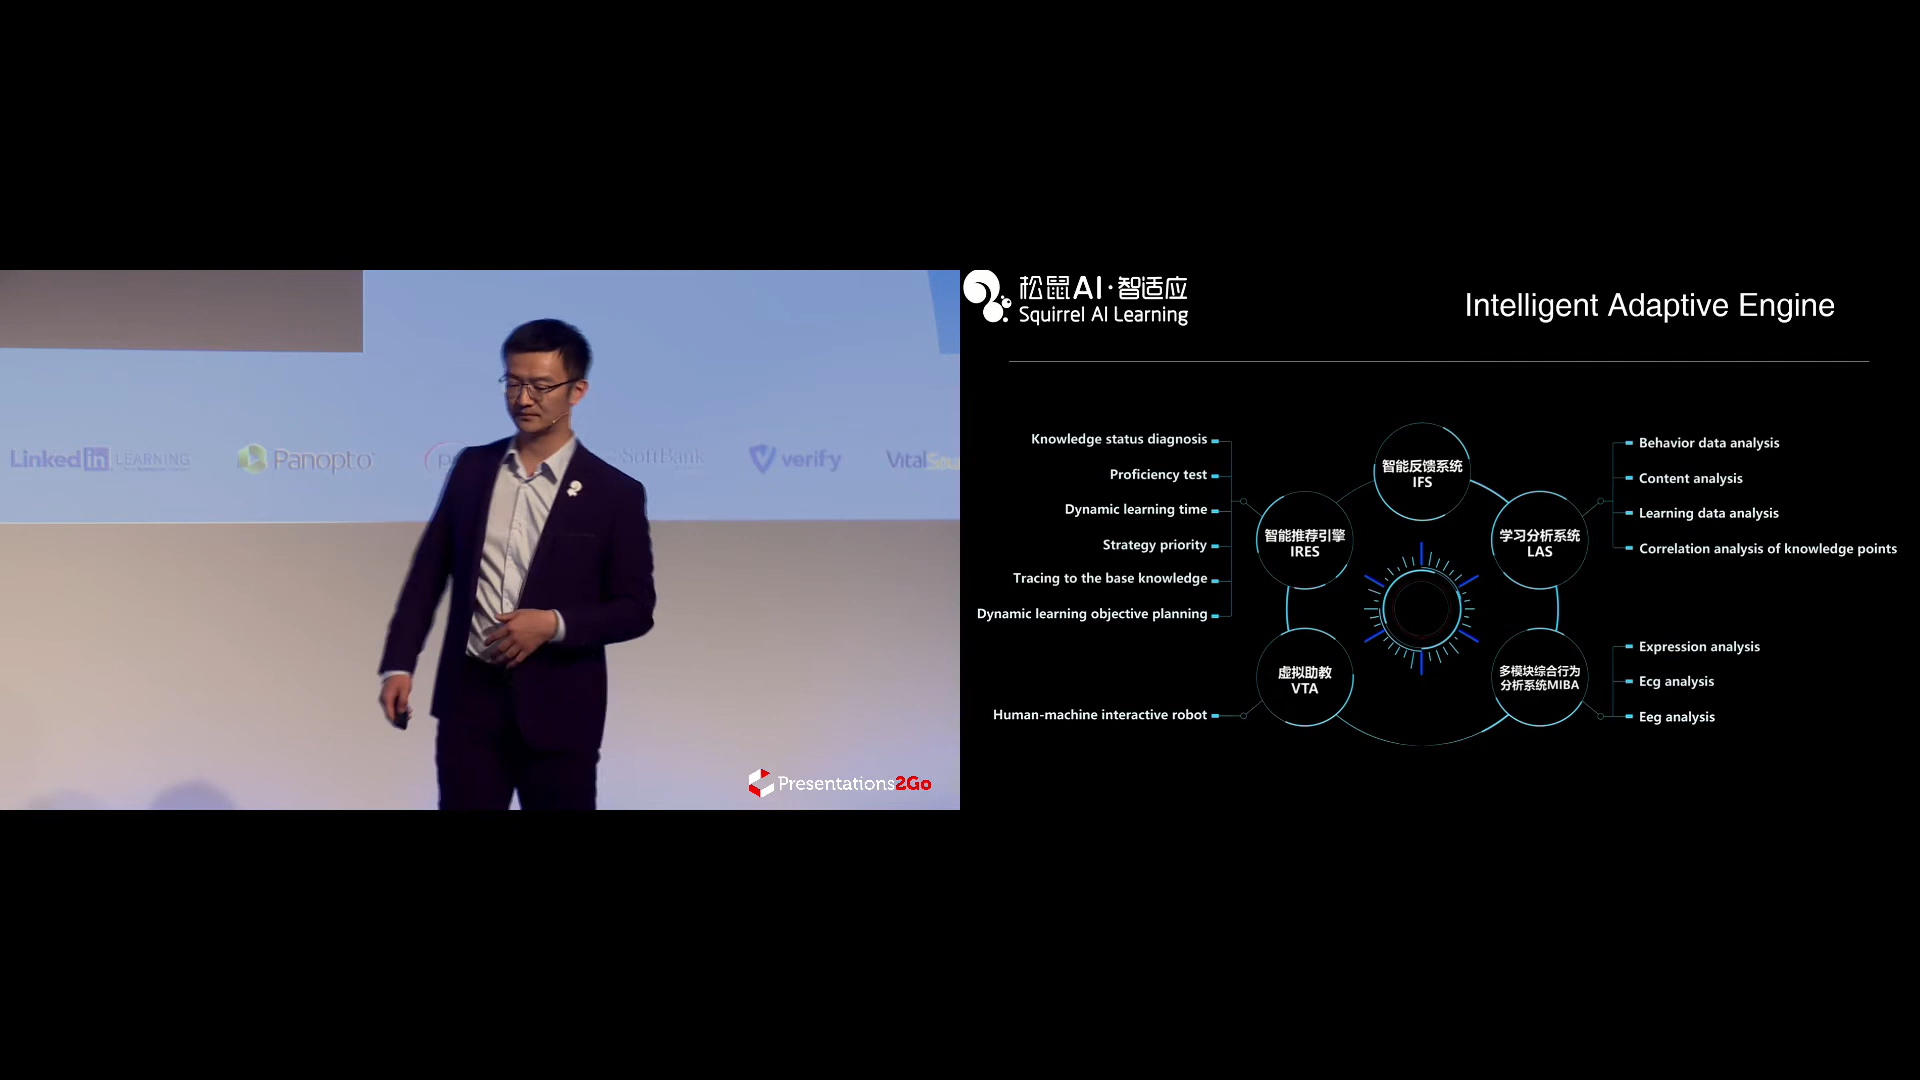 LinkedIn LEARNING
Panopto
SoftBank
verify
Vital
Presentations2Go
松鼠AI·智适应
Squirrel AI Learning
Intelligent Adaptive Engine
Knowledge status diagnosis
Proficiency test
Dynamic learning time
Strategy priority
Tracing to the base knowledge
Dynamic learning objective planning
Human-machine interactive robot
智能反馈系统
IFS
智能推荐引擎
IRES
学习分析系统
LAS
虚拟助教
VTA
多模块综合行为
分析系统MIBA
Behavior data analysis
Content analysis
Learning data analysis
Correlation analysis of knowledge points
Expression analysis
Ecg analysis
Eeg analysis